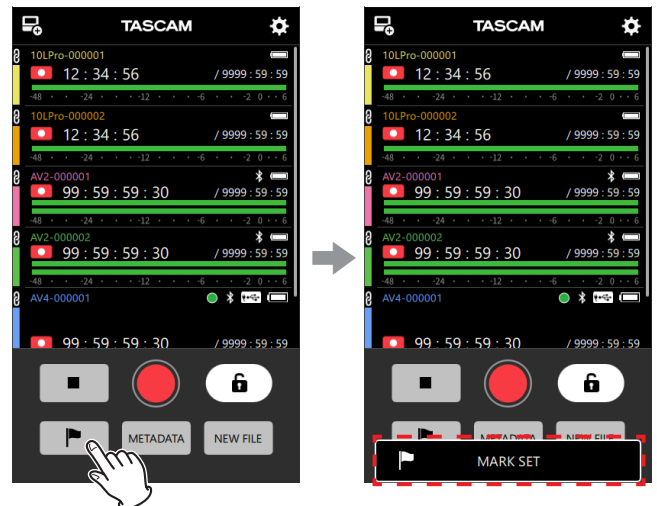 TASCAM
10LPro-000001
12 : 34 : 56 / 9999 : 59 : 59
-48 · · -24 · · · -12 · · · -6 · · -2 0 · · 6
10LPro-000002
12 : 34 : 56 / 9999 : 59 : 59
-48 · · -24 · · · -12 · · · -6 · · -2 0 · · 6
AV2-000001
99 : 59 : 59 : 30 / 9999 : 59 : 59
-48 · · -24 · · · -12 · · · -6 · · -2 0 · · 6
AV2-000002
99 : 59 : 59 : 30 / 9999 : 59 : 59
-48 · · -24 · · · -12 · · · -6 · · -2 0 · · 6
AV4-000001
99 : 59 : 59 : 30 / 9999 : 59 : 59
METADATA NEW FILE
TASCAM
10LPro-000001
12 : 34 : 56 / 9999 : 59 : 59
-48 · · -24 · · · -12 · · · -6 · · -2 0 · · 6
10LPro-000002
12 : 34 : 56 / 9999 : 59 : 59
-48 · · -24 · · · -12 · · · -6 · · -2 0 · · 6
AV2-000001
99 : 59 : 59 : 30 / 9999 : 59 : 59
-48 · · -24 · · · -12 · · · -6 · · -2 0 · · 6
AV2-000002
99 : 59 : 59 : 30 / 9999 : 59 : 59
-48 · · -24 · · · -12 · · · -6 · · -2 0 · · 6
AV4-000001
99 : 59 : 59 : 30 / 9999 : 59 : 59
METADATA NEW FILE
MARK SET